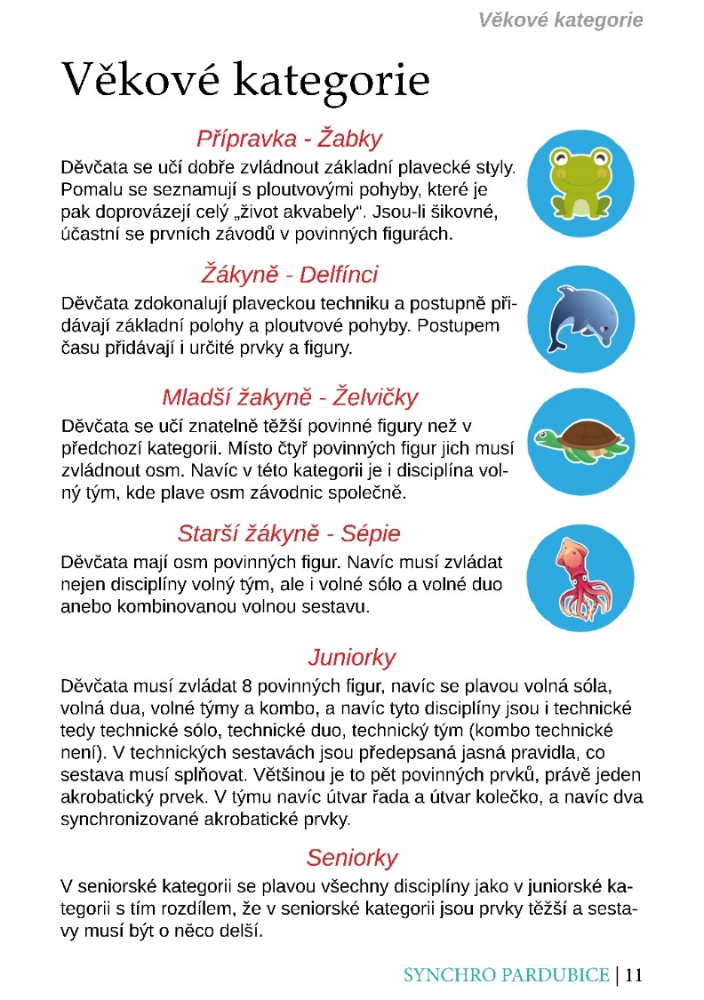 Věkové kategorie
Věkové kategorie
Přípravka - Žabky
Děvčata se učí dobře zvládnout základní plavecké styly.
Pomalu se seznamují s ploutvovými pohyby, které je
pak doprovázejí celý „život akvabely“. Jsou-li šikovné,
účastní se prvních závodů v povinných figurách.
Žákyně - Delfínci
Děvčata zdokonalují plaveckou techniku a postupně při-
dávají základní polohy a ploutvové pohyby. Postupem
času přidávají i určité prvky a figury.
Mladší žakyně - Želvičky
Děvčata se učí znatelně těžší povinné figury než v
předchozí kategorii. Místo čtyř povinných figur jich musí
zvládnout osm. Navíc v této kategorii je i disciplína vol-
ný tým, kde plave osm závodnic společně.
Starší žákyně - Sépie
Děvčata mají osm povinných figur. Navíc musí zvládat
nejen disciplíny volný tým, ale i volné sólo a volné duo
anebo kombinovanou volnou sestavu.
Juniorky
Děvčata musí zvládat 8 povinných figur, navíc se plavou volná sóla,
volná dua, volné týmy a kombo, a navíc tyto disciplíny jsou i technické
tedy technické sólo, technické duo, technický tým (kombo technické
není). V technických sestavách jsou předepsaná jasná pravidla, co
sestava musí splňovat. Většinou je to pět povinných prvků, právě jeden
akrobatický prvek. V týmu navíc útvar řada a útvar kolečko, a navíc dva
synchronizované akrobatické prvky.
Seniorky
V seniorské kategorii se plavou všechny disciplíny jako v juniorské ka-
tegorii s tím rozdílem, že v seniorské kategorii jsou prvky těžší a sesta-
vy musí být o něco delší.
SYNCHRO PARDUBICE | 11